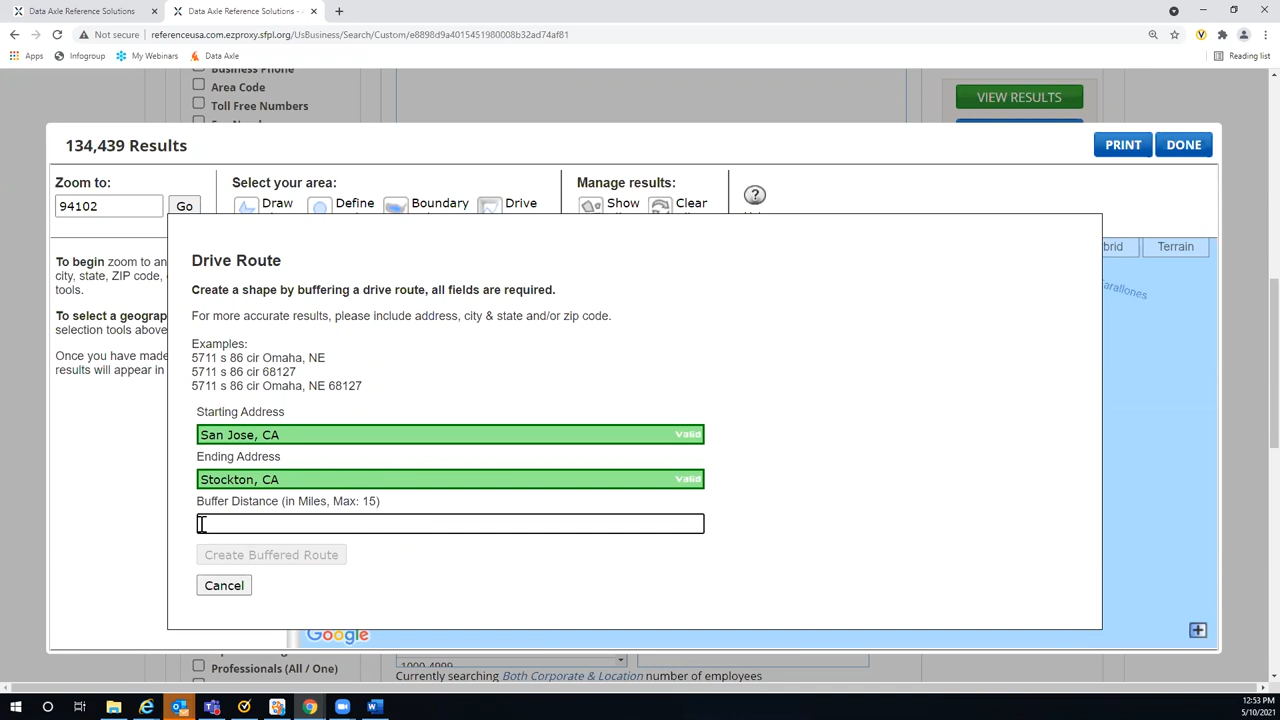 Data Axle Reference Solutions
Data Axle Reference Solutions - 
Not secure
referenceusa.com.ezproxy.sfpl.org/UsBusiness/Search/Custom/e8898d9a4015451980008b32ad74af81
Apps
Infogroup
My Webinars
Data Axle
Reading list
Business Phone
Area Code
Toll Free Numbers
VIEW RESULTS
134,439 Results
PRINT
DONE
Zoom to:
Select your area:
Manage results:
94102
Go
Draw
Define
Boundary
Drive
Show
Clear
?
To begin zoom to an
city, state, ZIP code,
tools.
To select a geograp
selection tools above
Once you have made
results will appear in
brid
Terrain
Farallones
Drive Route
Create a shape by buffering a drive route, all fields are required.
For more accurate results, please include address, city & state and/or zip code.
Examples:
5711 s 86 cir Omaha, NE
5711 s 86 cir 68127
5711 s 86 cir Omaha, NE 68127
Starting Address
San Jose, CA
Valid
Ending Address
Stockton, CA
Valid
Buffer Distance (in Miles, Max: 15)
Create Buffered Route
Cancel
Google
Professionals (All / One)
1000-4999
Currently searching Both Corporate & Location number of employees
12:53 PM
5/10/2021